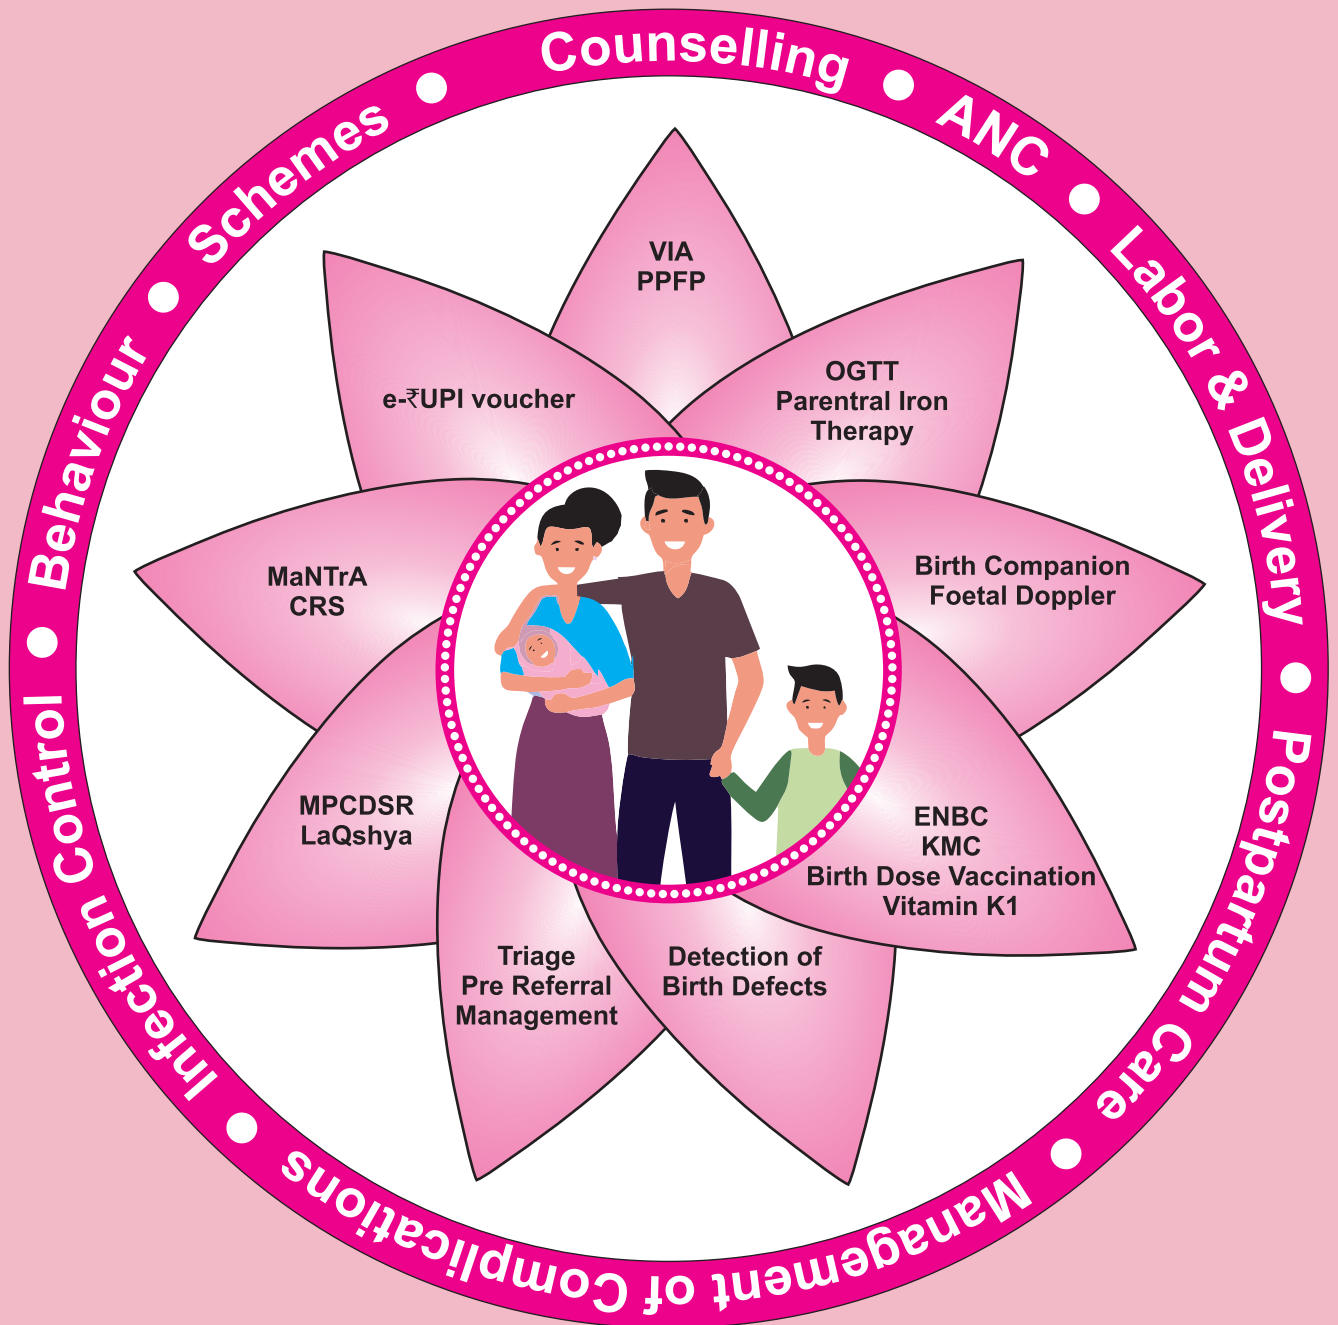 Counselling ● ANC ● Labor & Delivery ● Postpartum Care ● Management of Complications ● Infection Control ● Behaviour ● Schemes ●
VIA
PPFP
OGTT
Parentral Iron
Therapy
Birth Companion
Foetal Doppler
ENBC
KMC
Birth Dose Vaccination
Vitamin K1
Detection of
Birth Defects
Triage
Pre Referral
Management
MPCDSR
LaQshya
MaNTrA
CRS
e-₹UPI voucher